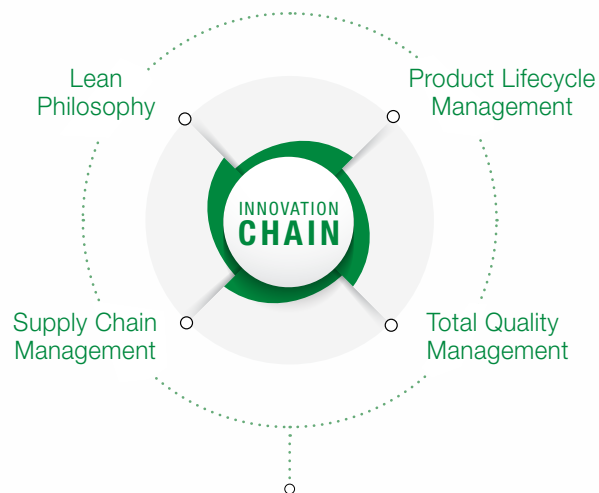 Lean
Philosophy
Product Lifecycle
Management
INNOVATION
CHAIN
Supply Chain
Management
Total Quality
Management